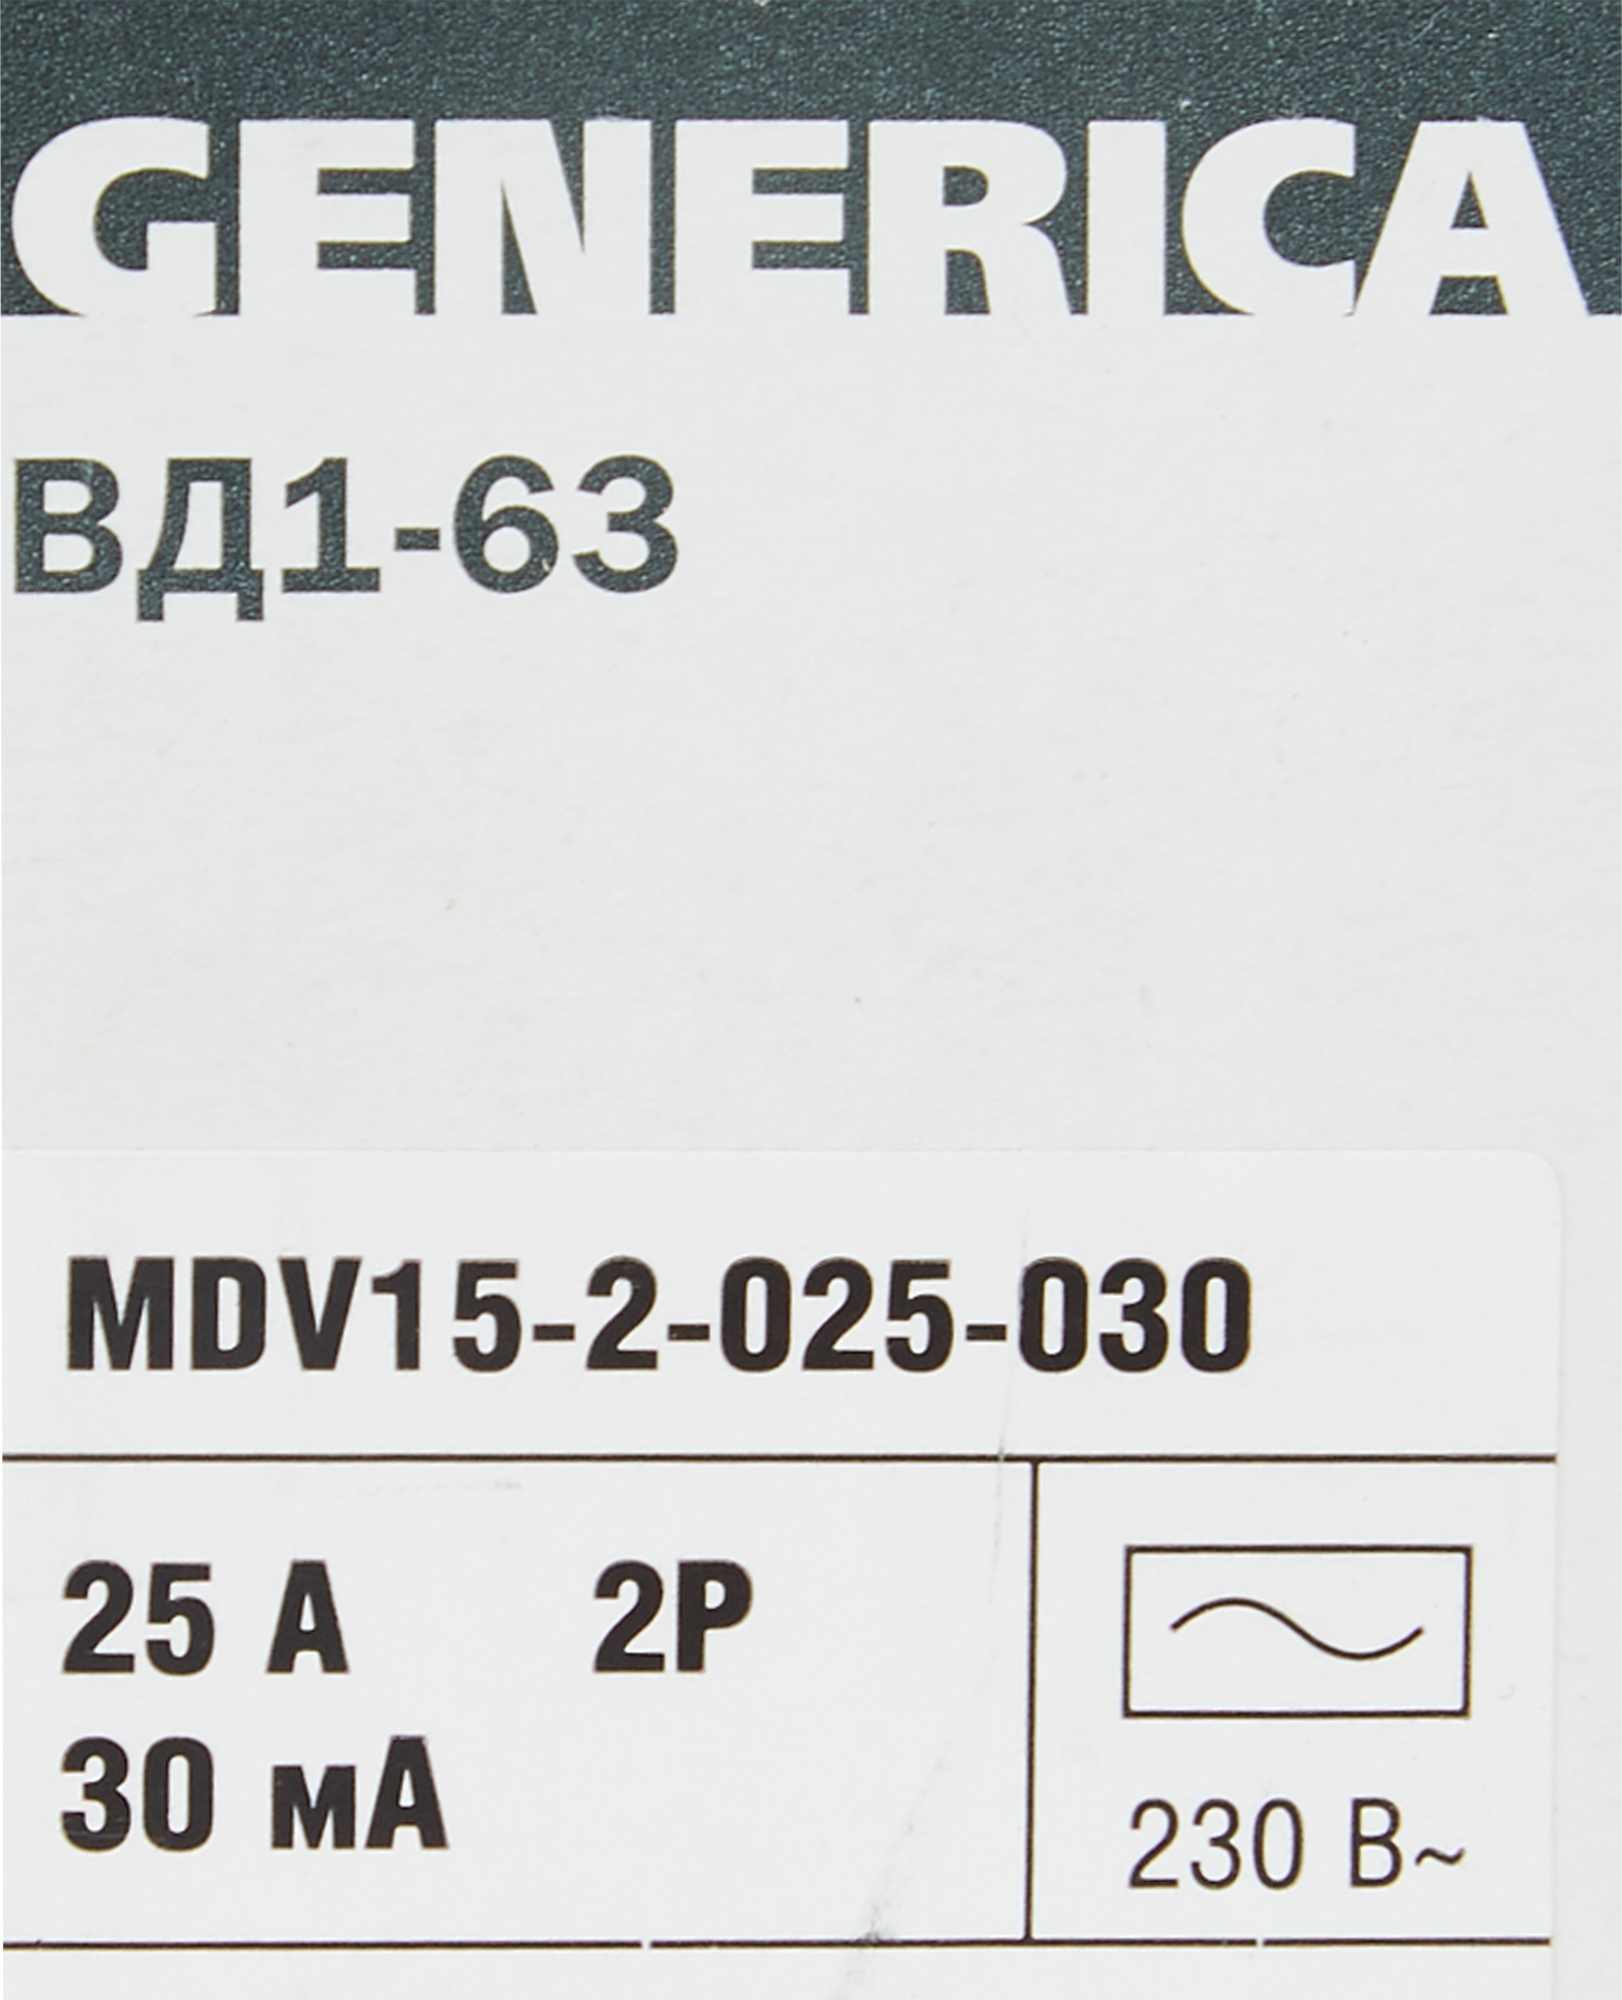 GENERICA
ВД1-63
MDV15-2-025-030
25 А 2P
30 мА
230 В~